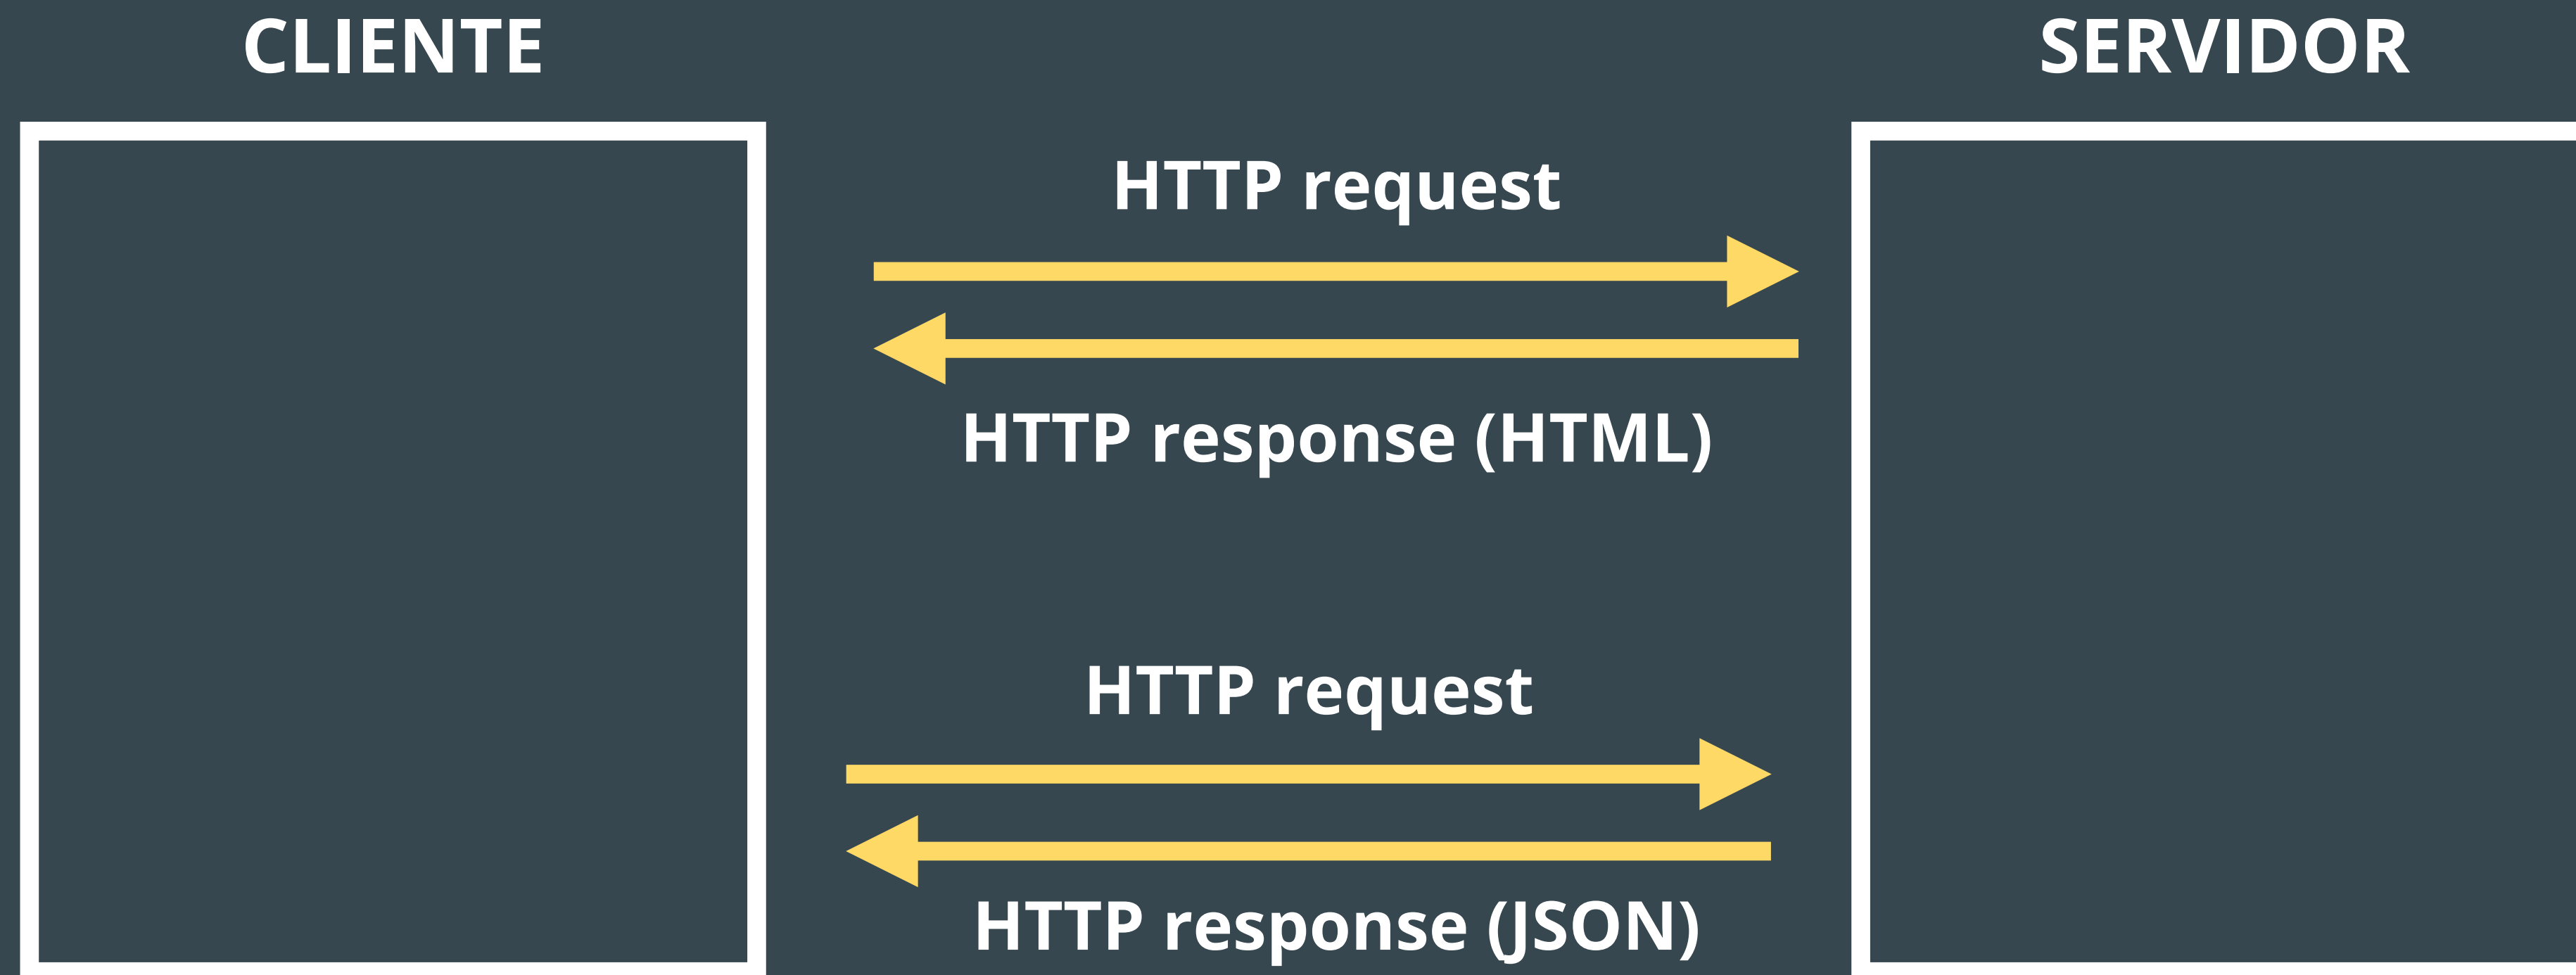 CLIENTE
SERVIDOR
HTTP request
HTTP response (HTML)
HTTP request
HTTP response (JSON)